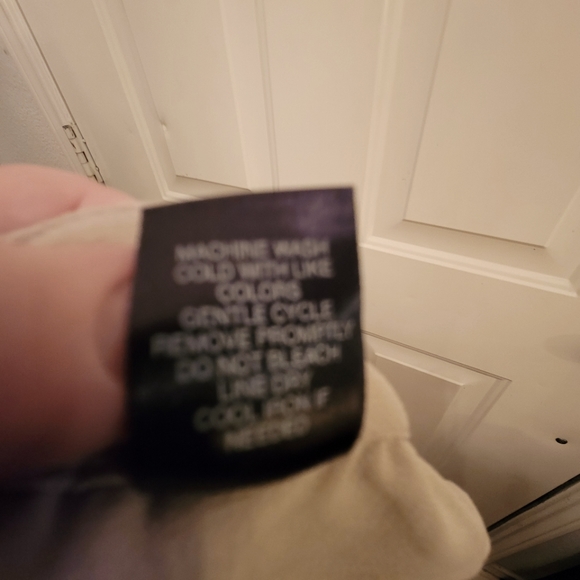 MACHINE WASH
COLD WITH LIKE
COLORS
GENTLE CYCLE
REMOVE PROMPTLY
DO NOT BLEACH
LINE DRY
COOL IRON IF
NEEDED